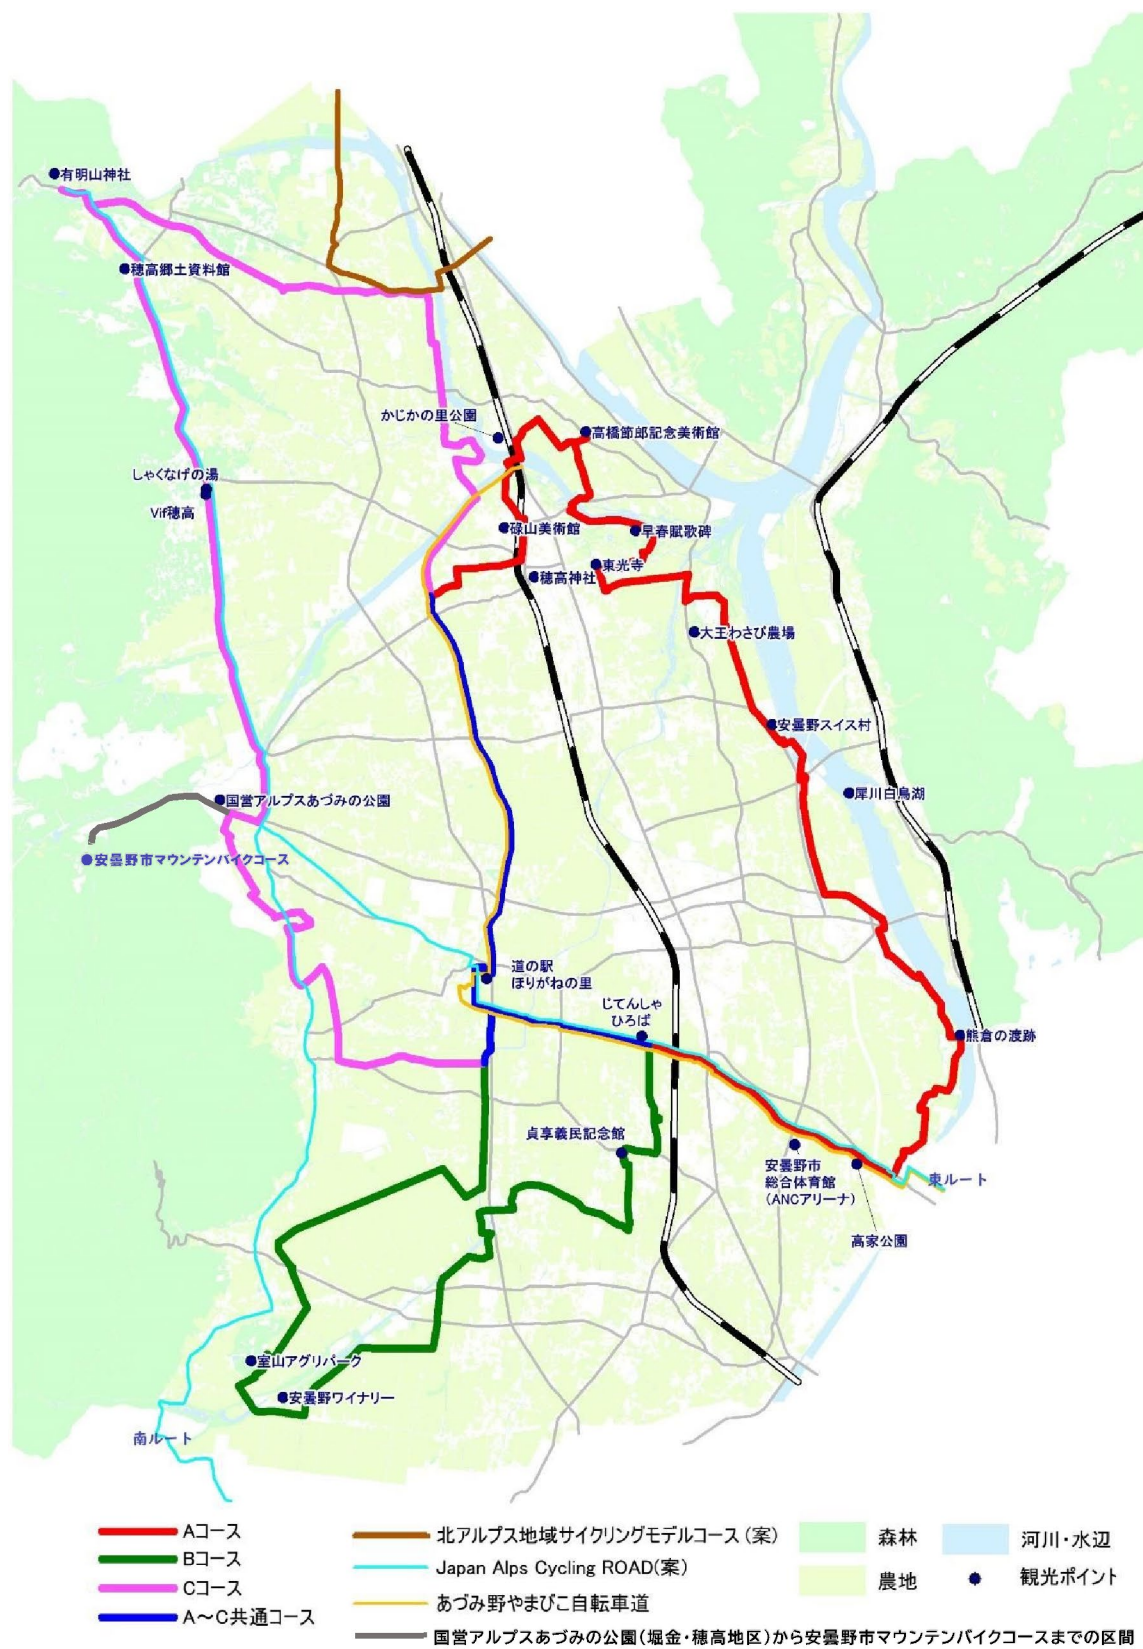 有明山神社
穂高郷土資料館
かじかの里公園
高橋節郎記念美術館
しゃくなげの湯
Vif穂高
碌山美術館
早春賦歌碑
東光寺
穂高神社
大王わさび農場
安曇野スイス村
国営アルプスあづみの公園
犀川白鳥湖
安曇野市マウンテンバイクコース
道の駅
ほりがねの里
じてんしゃ
ひろば
熊倉の渡跡
貞享義民記念館
安曇野市
総合体育館
(ANCアリーナ)
東ルート
高家公園
室山アグリパーク
安曇野ワイナリー
南ルート
Aコース
Bコース
Cコース
A～C共通コース
北アルプス地域サイクリングモデルコース(案)
Japan Alps Cycling ROAD(案)
あづみ野やまびこ自転車道
国営アルプスあづみの公園(堀金・穂高地区)から安曇野市マウンテンバイクコースまでの区間
森林
農地
河川・水辺
観光ポイント